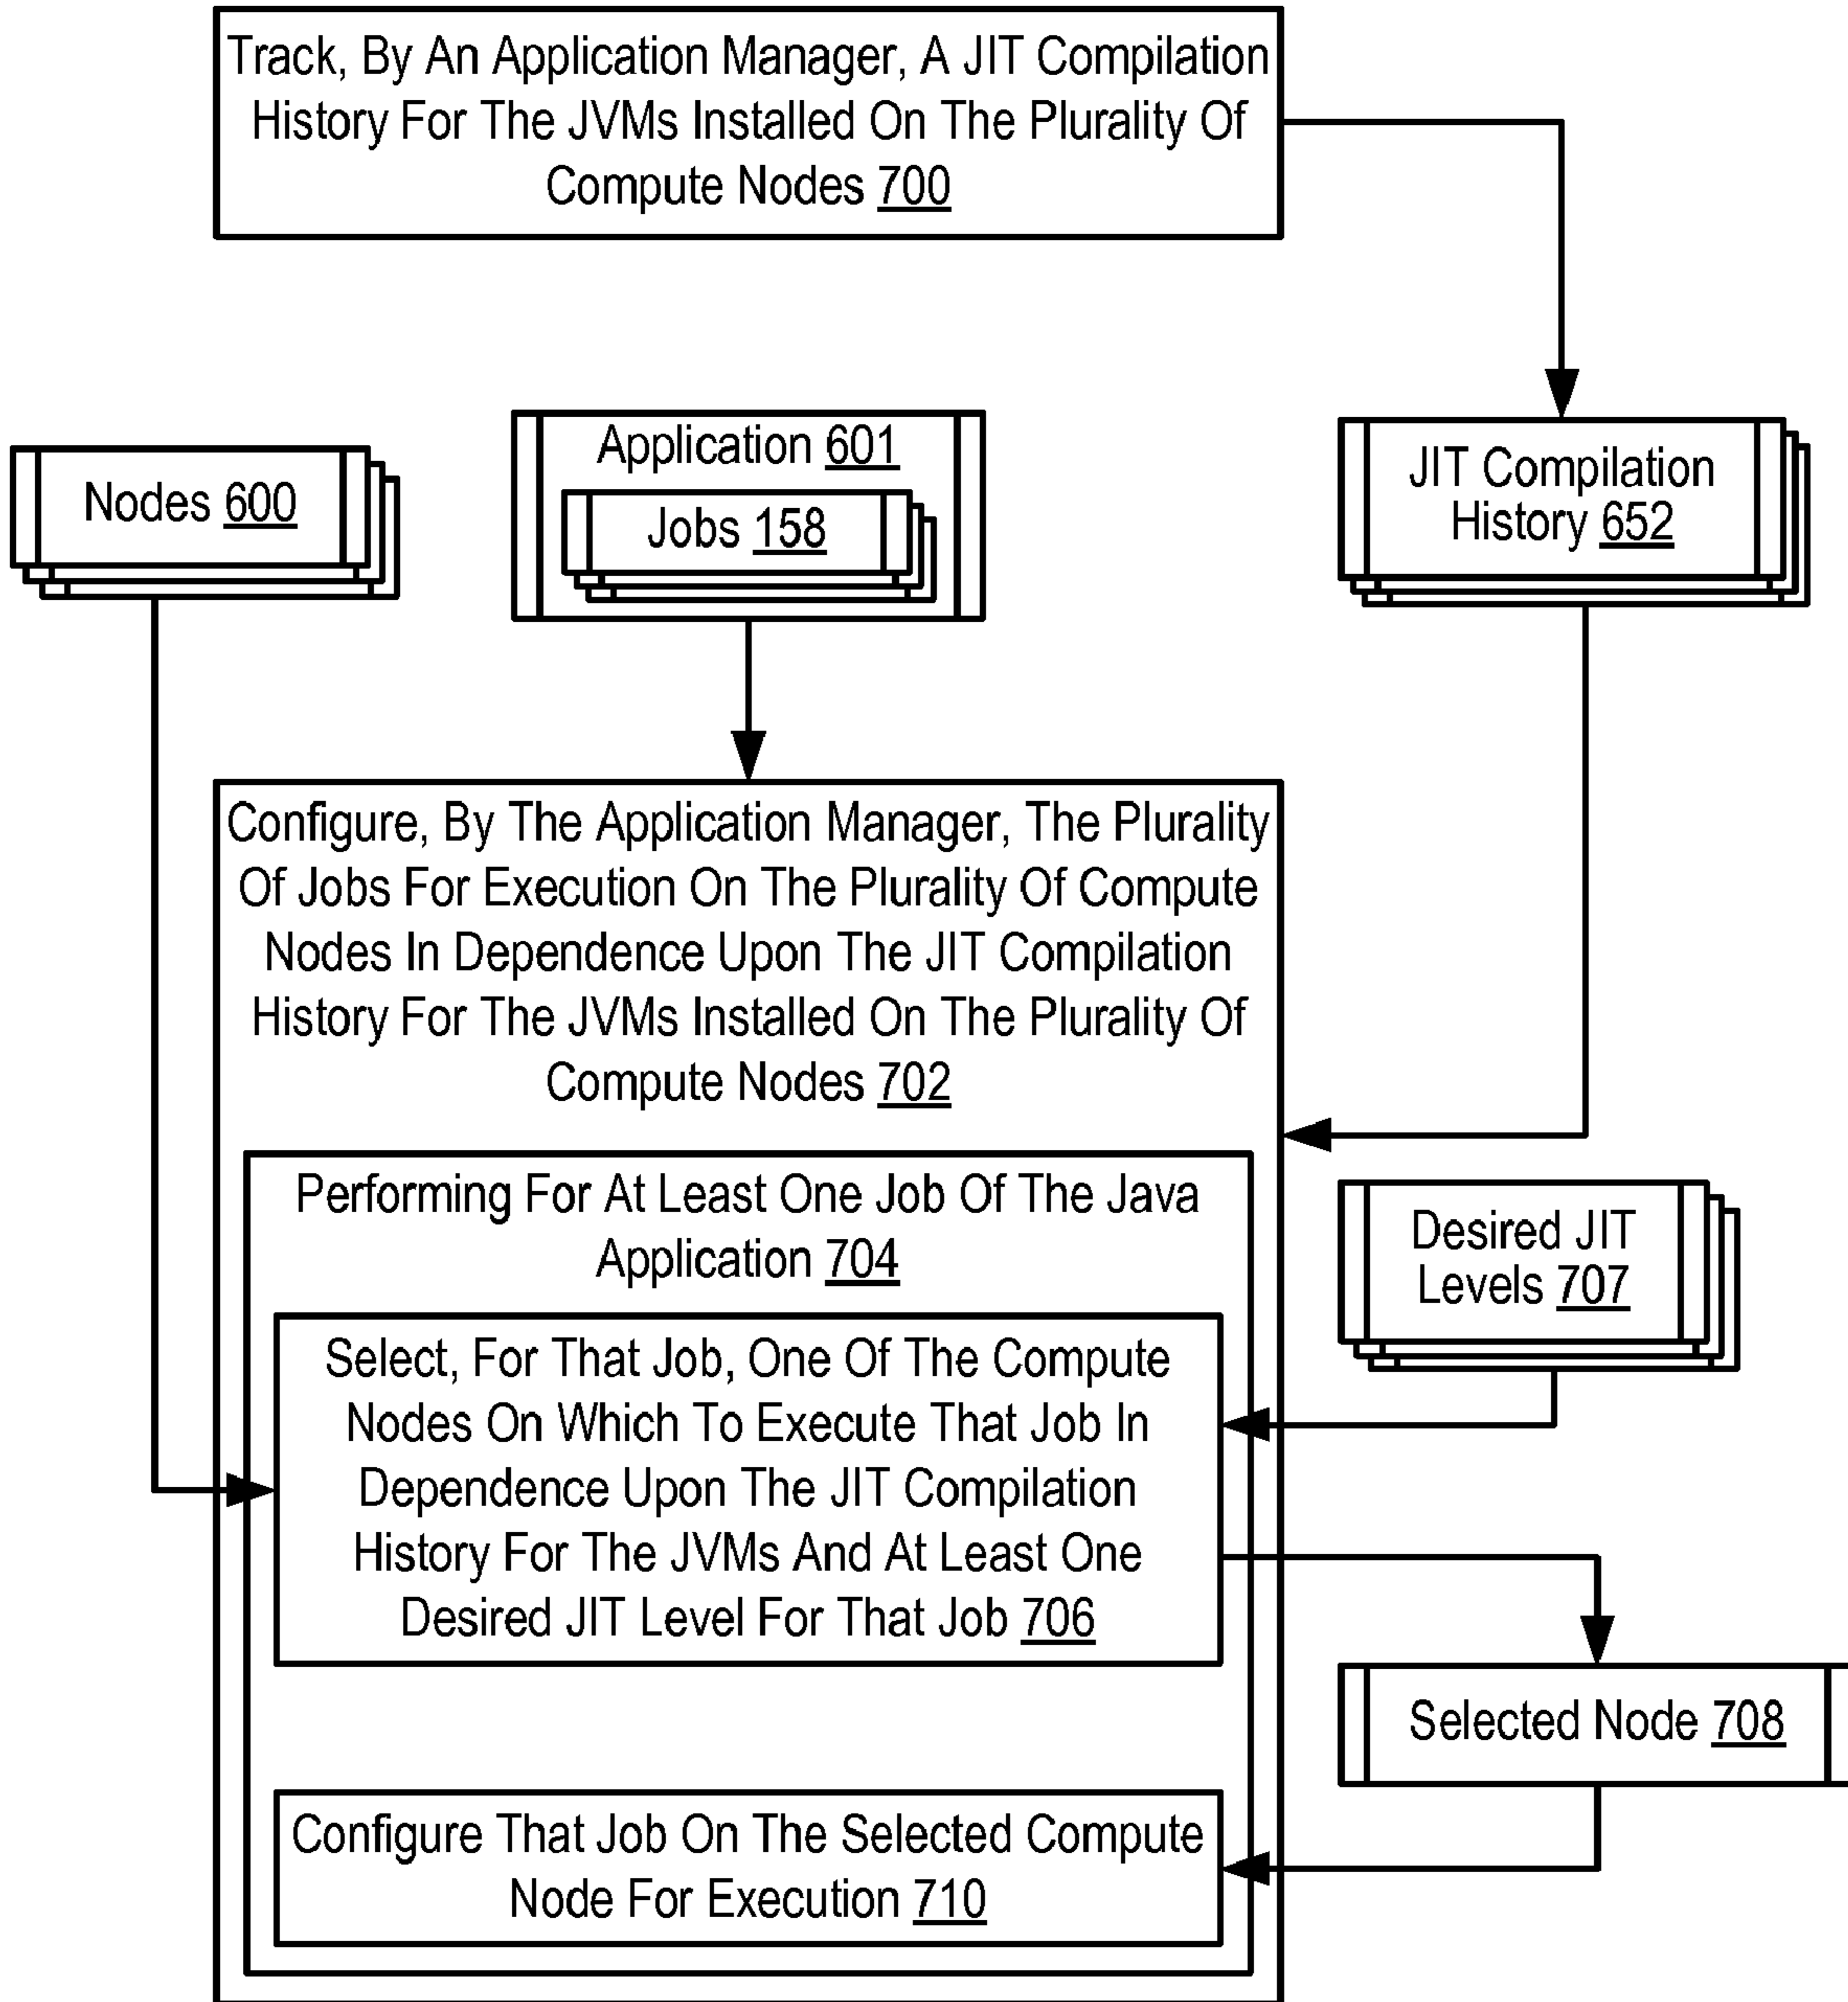 Track, By An Application Manager, A JIT Compilation
History For The JVMs Installed On The Plurality Of
Compute Nodes 700
Nodes 600
Application 601
Jobs 158
JIT Compilation
History 652
Configure, By The Application Manager, The Plurality
Of Jobs For Execution On The Plurality Of Compute
Nodes In Dependence Upon The JIT Compilation
History For The JVMs Installed On The Plurality Of
Compute Nodes 702
Performing For At Least One Job Of The Java
Application 704
Desired JIT
Levels 707
Select, For That Job, One Of The Compute
Nodes On Which To Execute That Job In
Dependence Upon The JIT Compilation
History For The JVMs And At Least One
Desired JIT Level For That Job 706
Selected Node 708
Configure That Job On The Selected Compute
Node For Execution 710